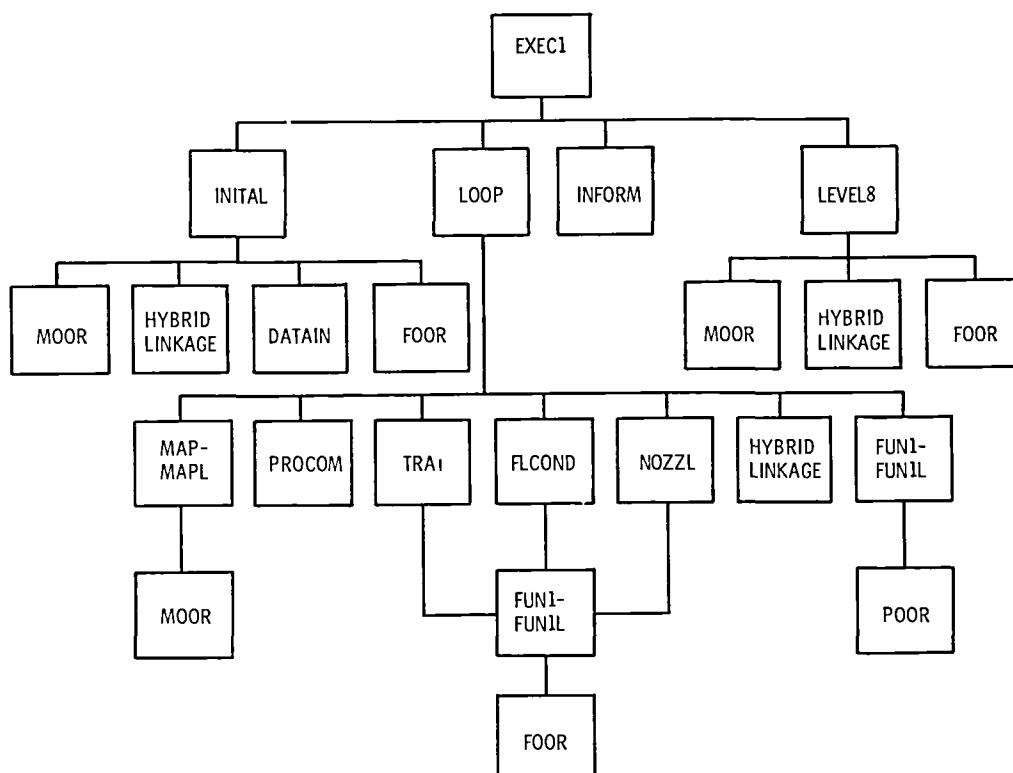 EXEC1
INITAL
LOOP
INFORM
LEVEL8
MOOR
HYBRID
LINKAGE
DATAIN
FOOR
MOOR
HYBRID
LINKAGE
FOOR
MAP-
MAPL
PROCOM
FLCOND
NOZZL
HYBRID
LINKAGE
FUN1-
FUN1L
MOOR
FUN1-
FUN1L
POOR
FOOR